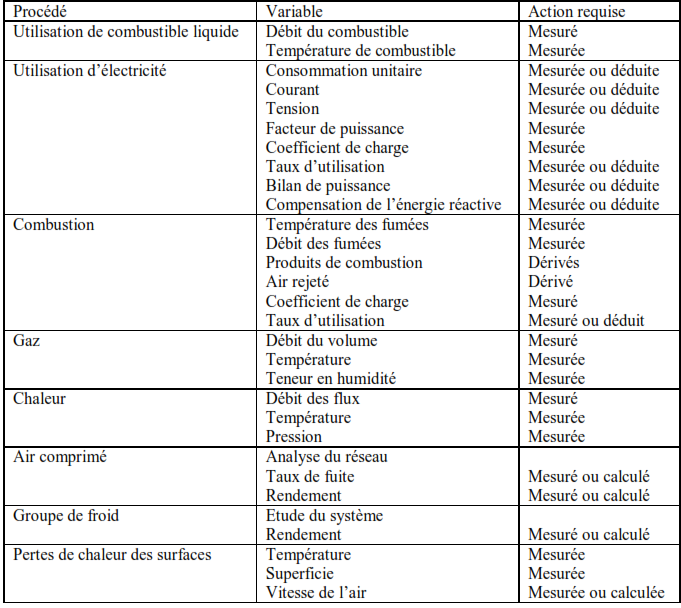 Procédé Variable Action requise
Utilisation de combustible liquide Débit du combustible Mesuré
Température de combustible Mesurée
Utilisation d’électricité Consommation unitaire Mesurée ou déduite
Courant Mesurée ou déduite
Tension Mesurée ou déduite
Facteur de puissance Mesurée
Coefficient de charge Mesurée
Taux d’utilisation Mesurée ou déduite
Bilan de puissance Mesurée ou déduite
Compensation de l’énergie réactive Mesurée ou déduite
Combustion Température des fumées Mesurée
Débit des fumées Mesurée
Produits de combustion Dérivés
Air rejeté Dérivé
Coefficient de charge Mesuré
Taux d’utilisation Mesuré ou déduit
Gaz Débit du volume Mesuré
Température Mesurée
Teneur en humidité Mesurée
Chaleur Débit des flux Mesuré
Température Mesurée
Pression Mesurée
Air comprimé Analyse du réseau
Taux de fuite Mesuré ou calculé
Rendement Mesuré ou calculé
Groupe de froid Etude du système
Rendement Mesuré ou calculé
Pertes de chaleur des surfaces Température Mesurée
Superficie Mesurée
Vitesse de l’air Mesurée ou calculée